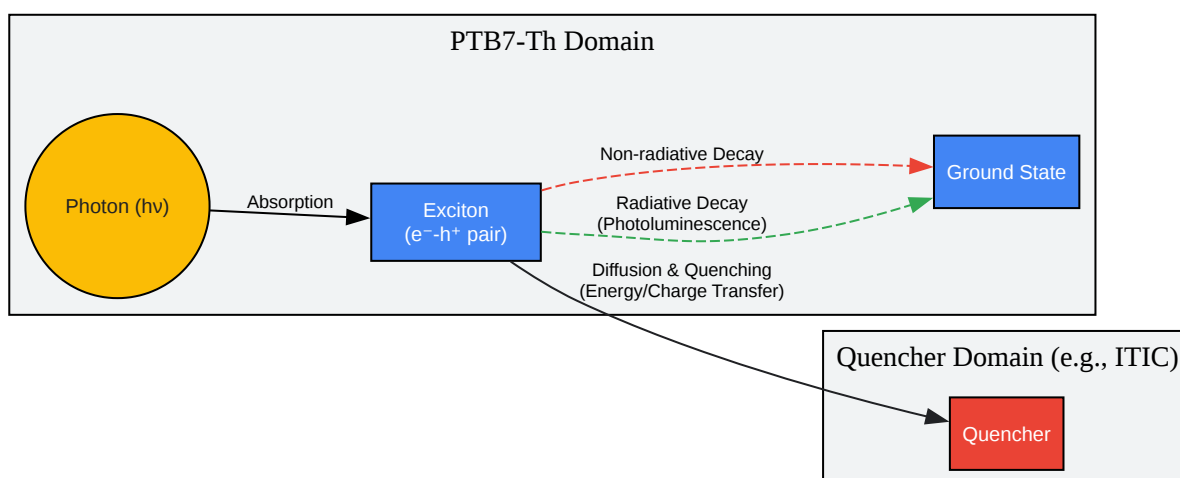 PTB7-Th Domain
Photon (hν)
Absorption
Exciton
(e⁻-h⁺ pair)
Non-radiative Decay
Radiative Decay
(Photoluminescence)
Diffusion & Quenching
(Energy/Charge Transfer)
Ground State
Quencher Domain (e.g., ITIC)
Quencher